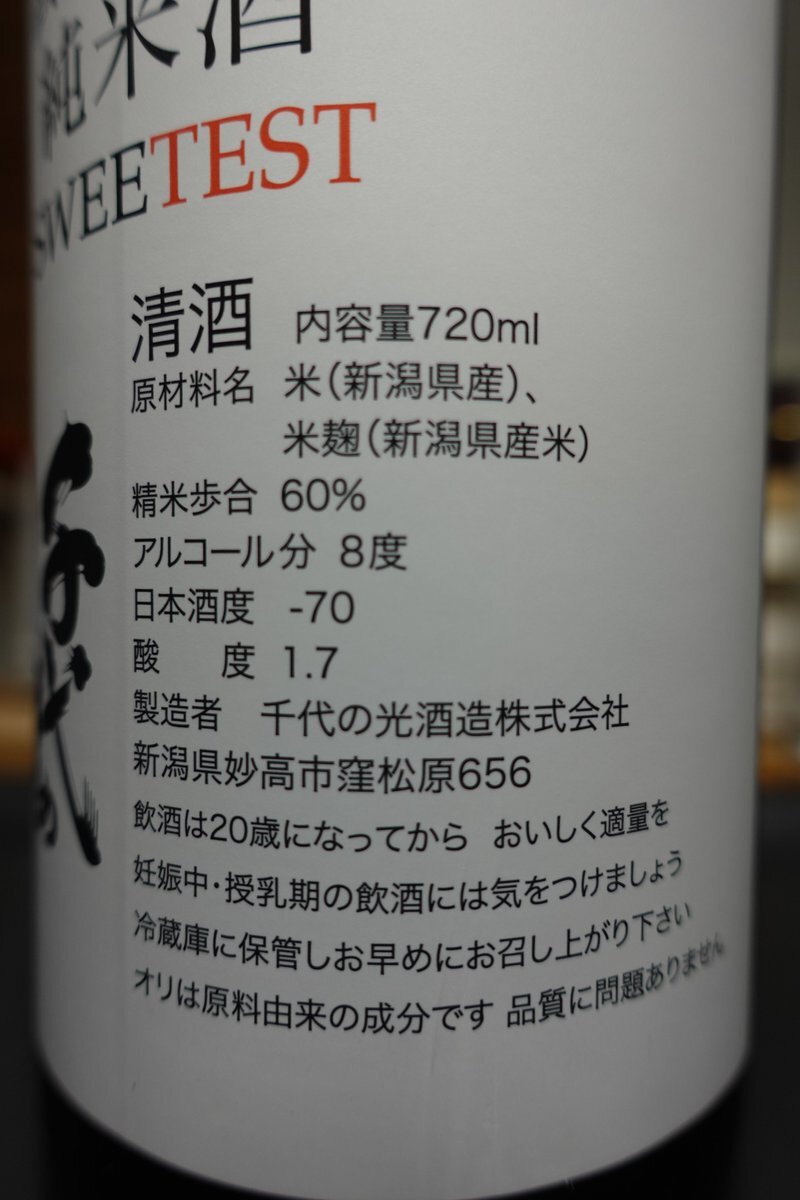 純米酒
SWEETEST
清酒 内容量720ml
原材料名 米(新潟県産)、
米麹(新潟県産米)
精米歩合 60%
アルコール分 8度
日本酒度 -70
酸 度 1.7
製造者 千代の光酒造株式会社
新潟県妙高市窪松原656
飲酒は20歳になってから おいしく適量を
妊娠中・授乳期の飲酒には気をつけましょう
冷蔵庫に保管しお早めにお召し上がり下さい
オリは原料由来の成分です 品質に問題ありません
千代の